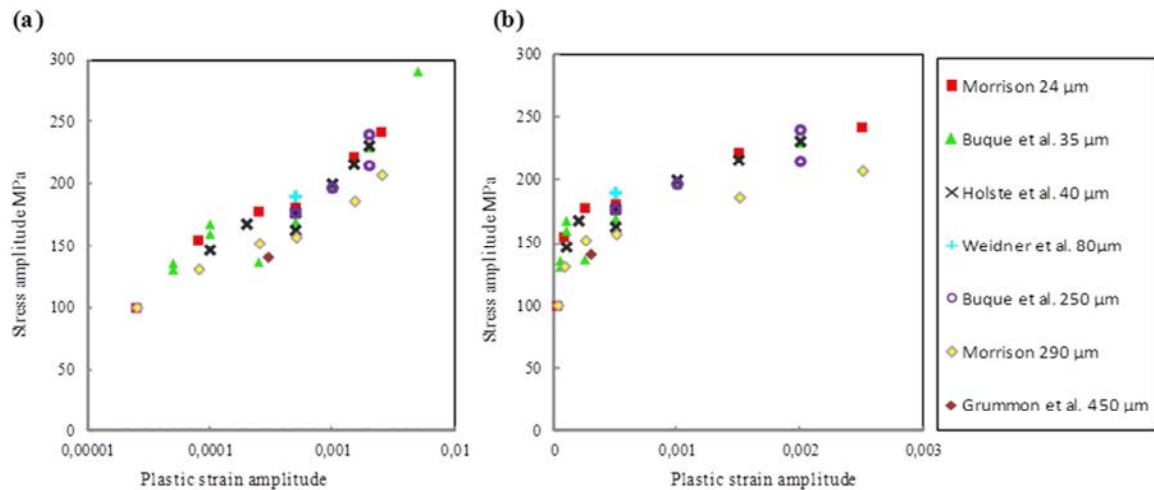 (a)
300
250
200
150
100
50
0
Stress amplitude MPa
0,00001
0,0001
0,001
0,01
Plastic strain amplitude
(b)
300
250
200
150
100
50
0
Stress amplitude MPa
0
0,001
0,002
0,003
Plastic strain amplitude
Morrison 24 µm
Buque et al. 35 µm
Holste et al. 40 µm
Weidner et al. 80µm
Buque et al. 250 µm
Morrison 290 µm
Grummon et al. 450 µm